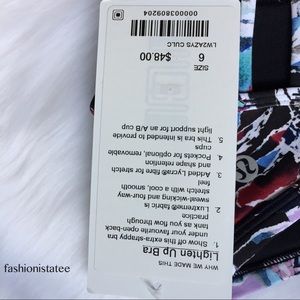 WHY WE MADE THIS
Lighten Up Bra
1. Show off this extra-strappy bra
under your favourite open-back
tank as you flow through
practice
2. Luxtreme® fabric is
sweat-wicking and four-way
stretch with a cool, smooth
feel
3. Added Lycra® fibre for stretch
and shape retention
4. Pockets for optional, removable
cups
5. This bra is intended to provide
light support for an A/B cup
SIZE
6
$48.00
LW2AZYS CULC
000003809204
fashionistatee